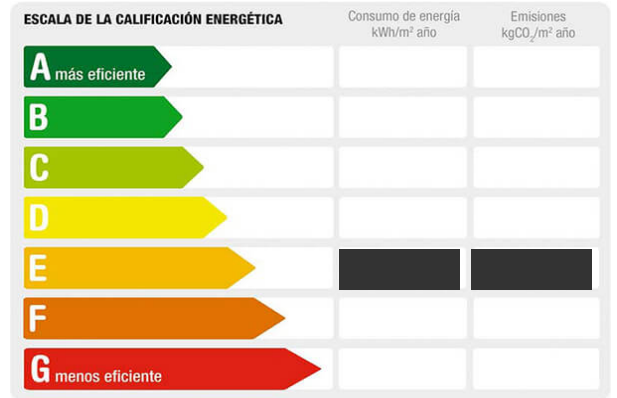 ESCALA DE LA CALIFICACIÓN ENERGÉTICA
Consumo de energía
kWh/m² año
Emisiones
kgCO₂/m² año
A más eficiente
B
C
D
E
F
G menos eficiente